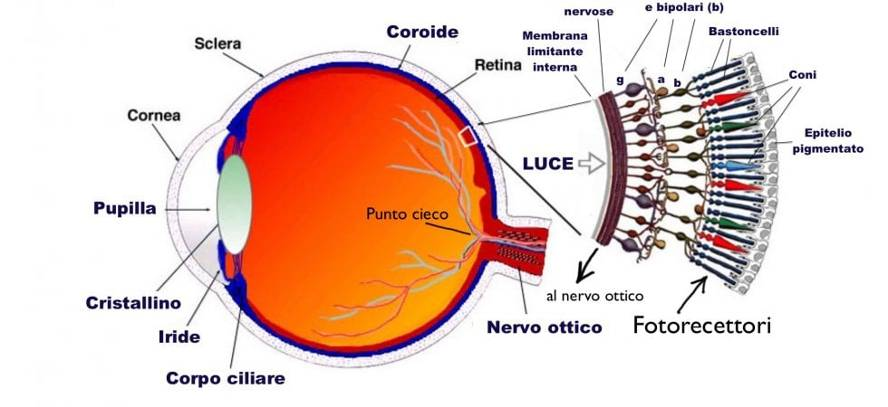 nervose
e bipolari (b)
Bastoncelli
Coroide
Membrana
limitante
interna
Sclera
Retina
g
a
b
Coni
Cornea
Epitelio
pigmentato
LUCE
Pupilla
Punto cieco
al nervo ottico
Cristallino
Iride
Nervo ottico
Fotorecettori
Corpo ciliare